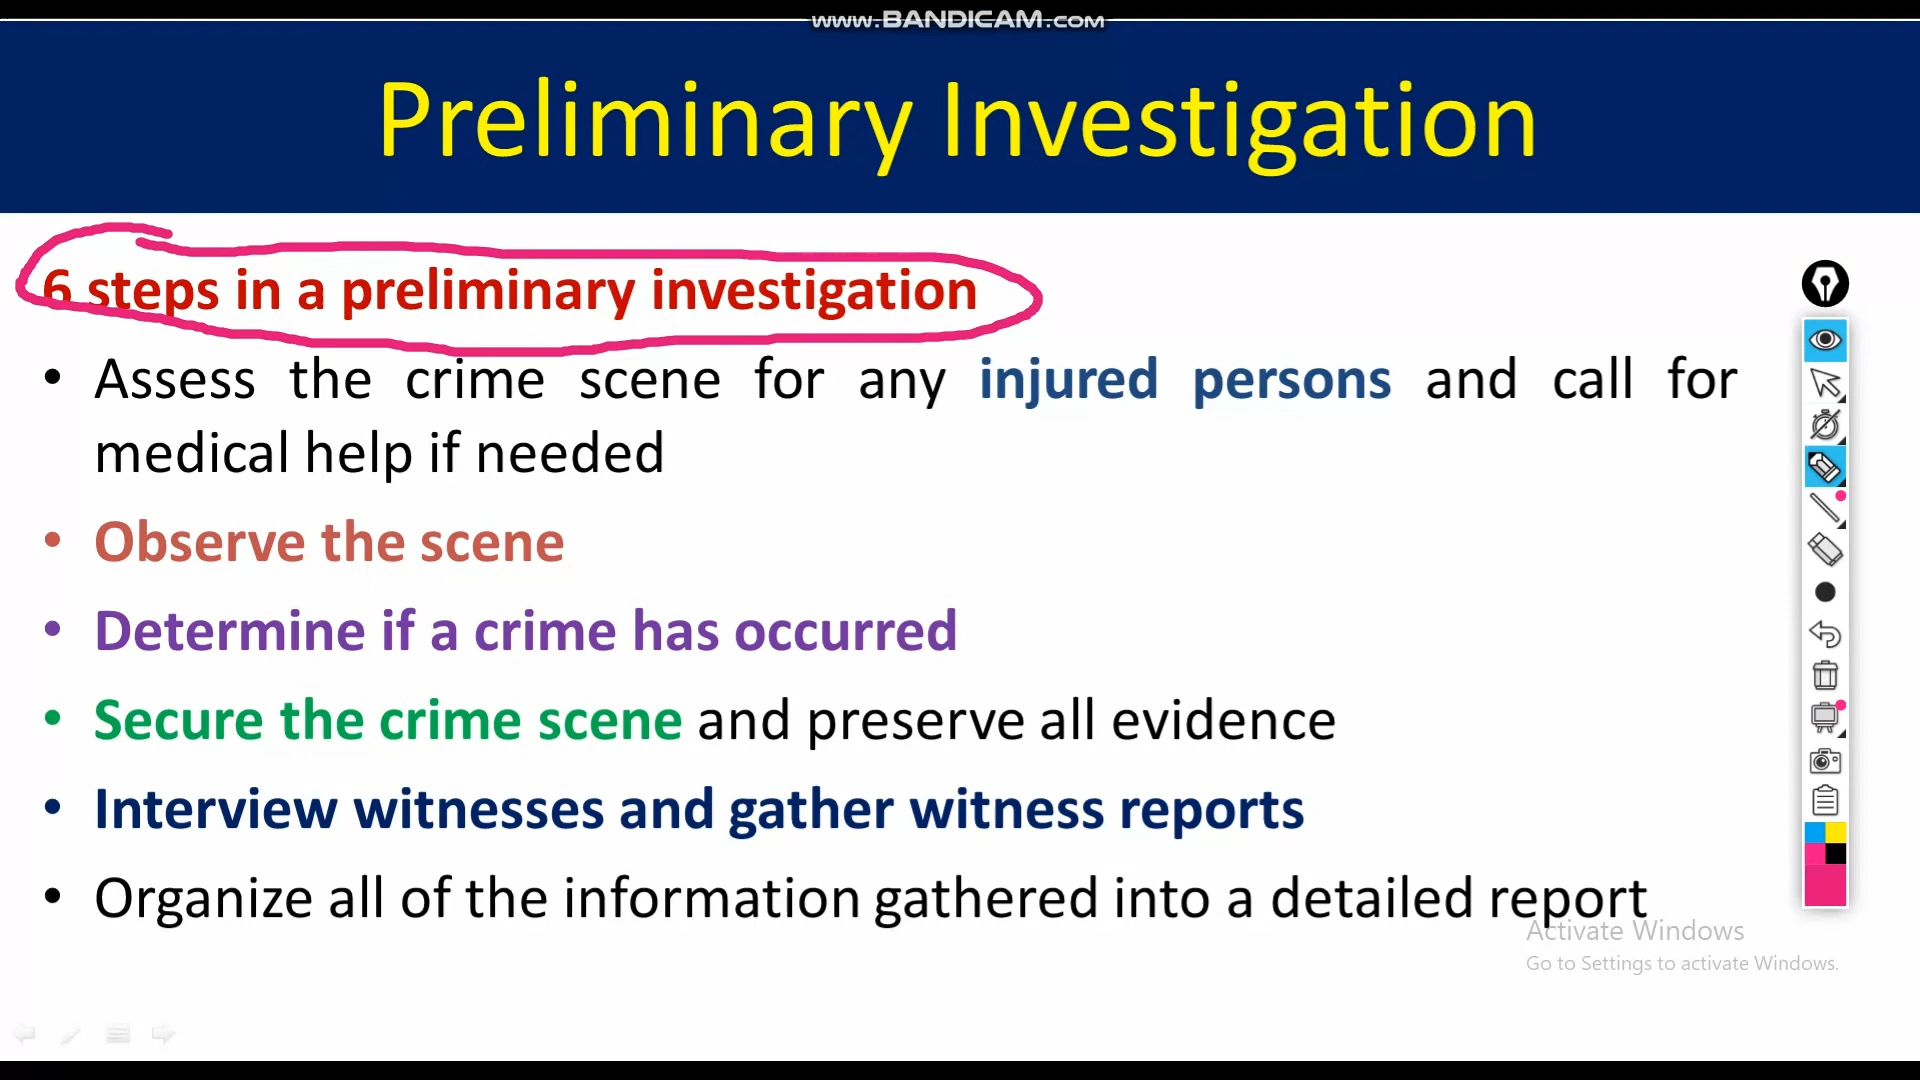 www.BANDICAM.com
Preliminary Investigation
6 steps in a preliminary investigation
• Assess the crime scene for any injured persons and call for
medical help if needed
• Observe the scene
• Determine if a crime has occurred
• Secure the crime scene and preserve all evidence
• Interview witnesses and gather witness reports
• Organize all of the information gathered into a detailed report
Activate Windows
Go to Settings to activate Windows.